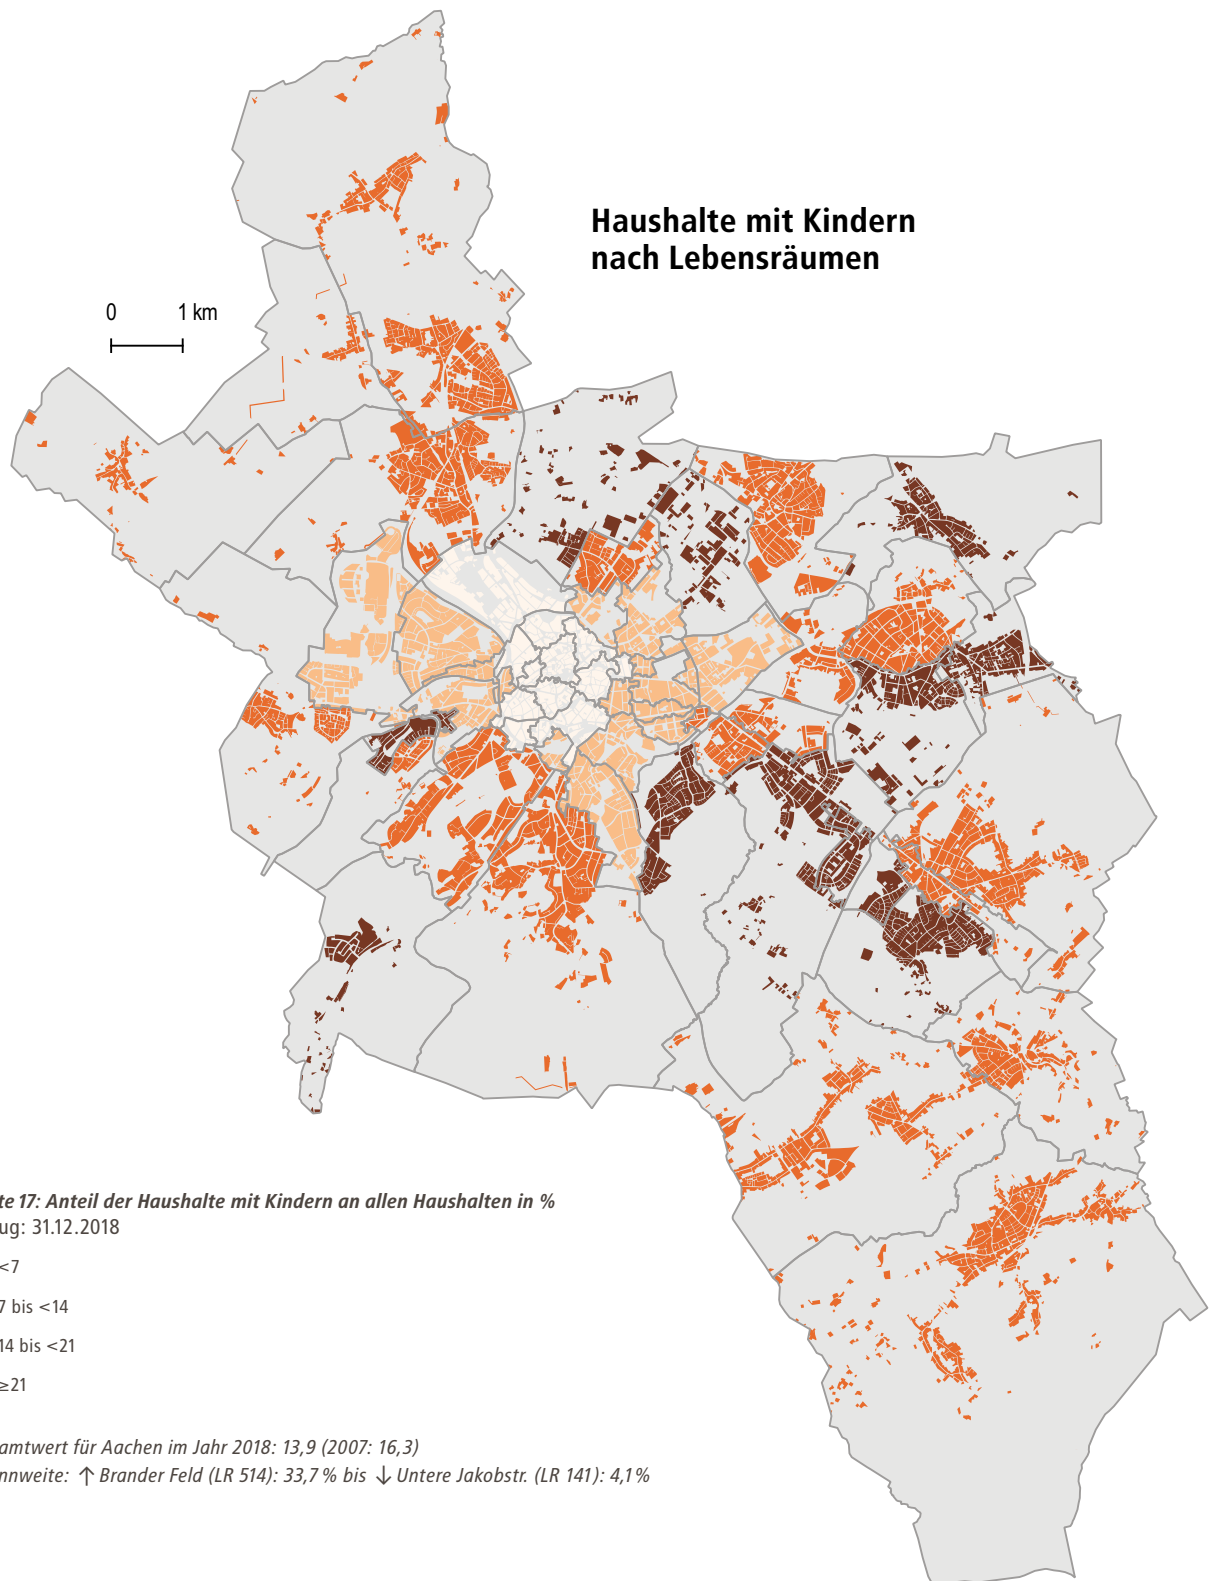 Haushalte mit Kindern
nach Lebensräumen
0 1 km
te 17: Anteil der Haushalte mit Kindern an allen Haushalten in %
ug: 31.12.2018
<7
7 bis <14
14 bis <21
≥21
amtwert für Aachen im Jahr 2018: 13,9 (2007: 16,3)
nnweite: ↑ Brander Feld (LR 514): 33,7 % bis ↓ Untere Jakobstr. (LR 141): 4,1 %